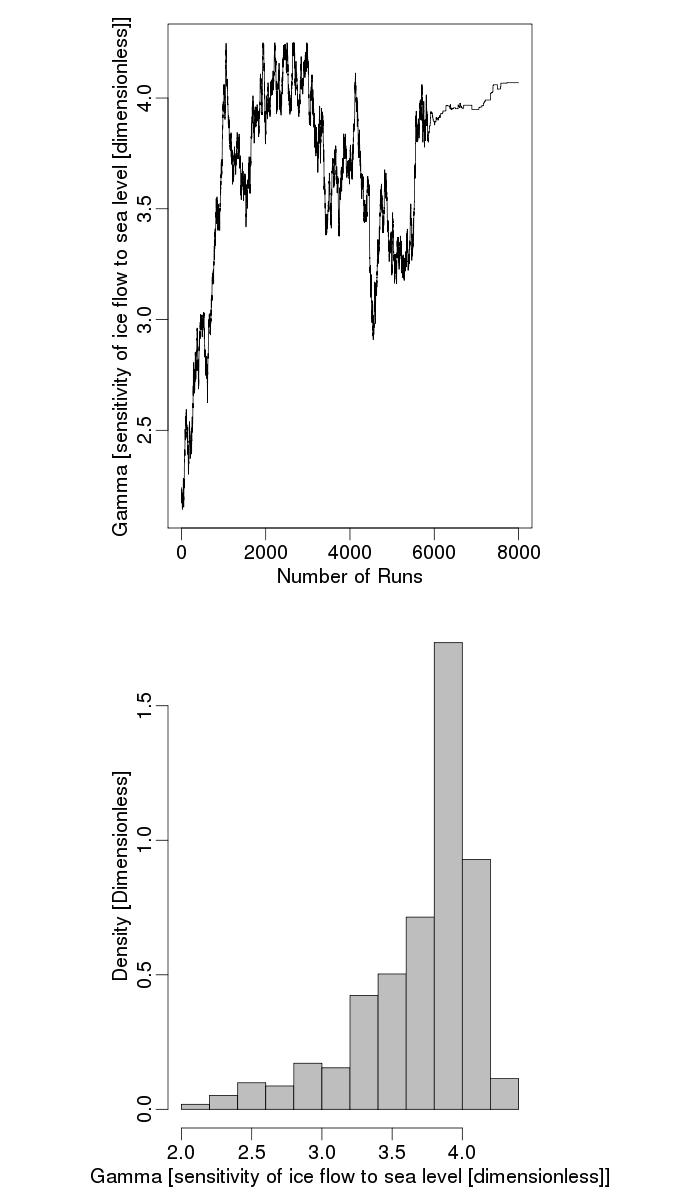 Gamma [sensitivity of ice flow to sea level [dimensionless]]
4.0
3.5
3.0
2.5
0 2000 4000 6000 8000
Number of Runs
Density [Dimensionless]
1.5
1.0
0.5
0.0
2.0 2.5 3.0 3.5 4.0
Gamma [sensitivity of ice flow to sea level [dimensionless]]